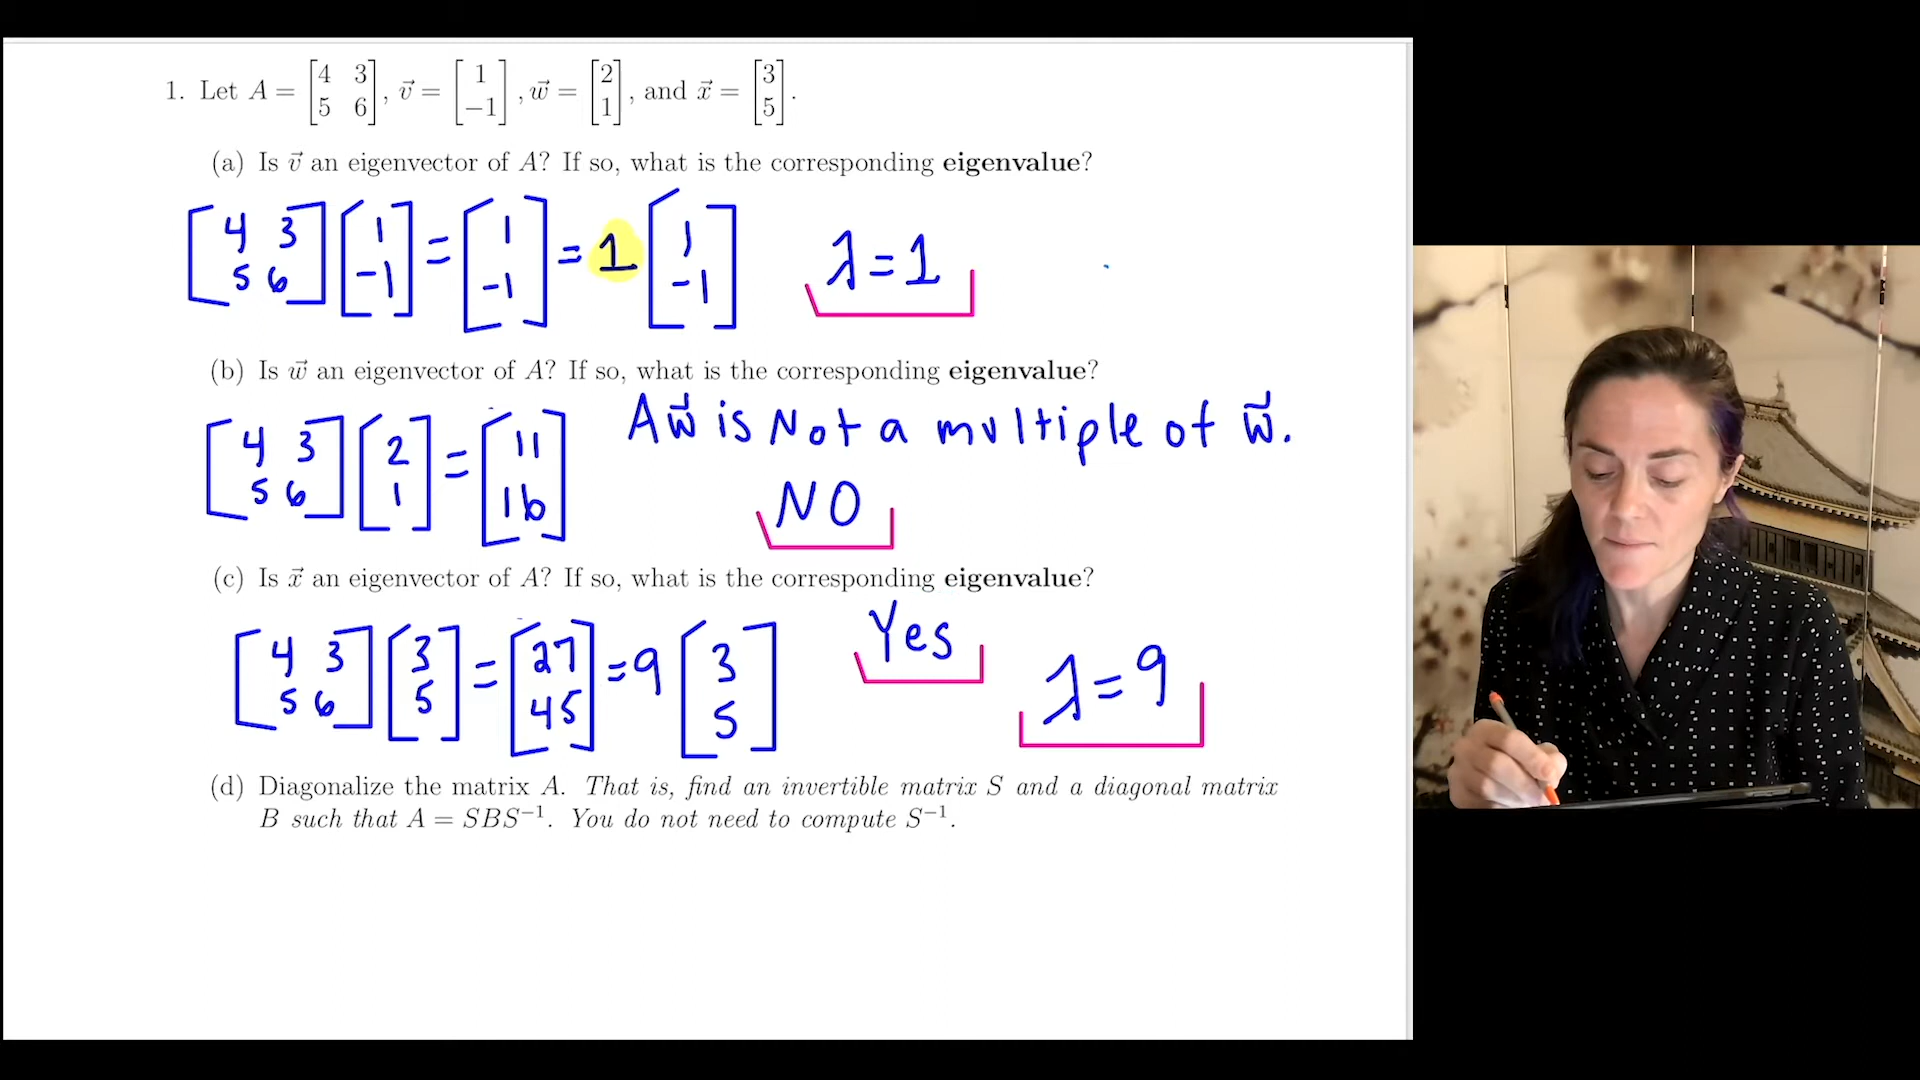 1. Let A = [4 3; 5 6], v⃗ = [1; −1], w⃗ = [2; 1], and x⃗ = [3; 5].
(a) Is v⃗ an eigenvector of A? If so, what is the corresponding eigenvalue?
[4 3; 5 6] [1; −1] = [1; −1] = 1 [1; −1] λ = 1
(b) Is w⃗ an eigenvector of A? If so, what is the corresponding eigenvalue?
[4 3; 5 6] [2; 1] = [11; 16] Aw⃗ is Not a multiple of w⃗.
NO
(c) Is x⃗ an eigenvector of A? If so, what is the corresponding eigenvalue?
[4 3; 5 6] [3; 5] = [27; 45] = 9 [3; 5] Yes λ = 9
(d) Diagonalize the matrix A. That is, find an invertible matrix S and a diagonal matrix
B such that A = SBS⁻¹. You do not need to compute S⁻¹.